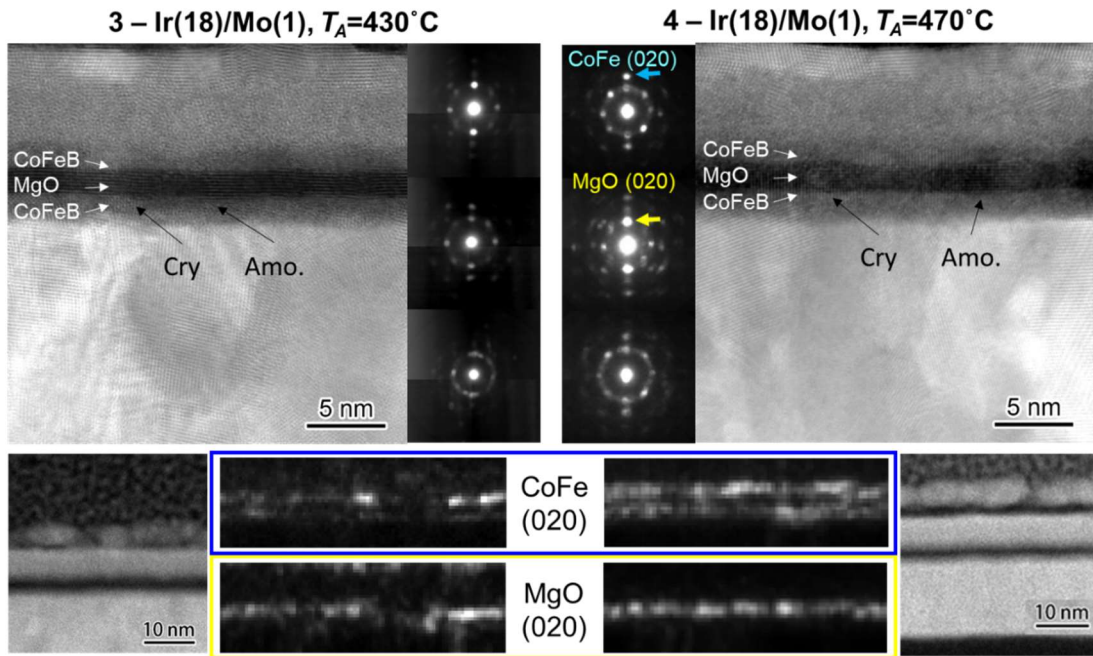 3 – Ir(18)/Mo(1), T_A=430˚C
4 – Ir(18)/Mo(1), T_A=470˚C
CoFeB
MgO
CoFeB
Cry
Amo.
5 nm
CoFe (020)
MgO (020)
CoFeB
MgO
CoFeB
Cry
Amo.
5 nm
10 nm
CoFe
(020)
MgO
(020)
10 nm